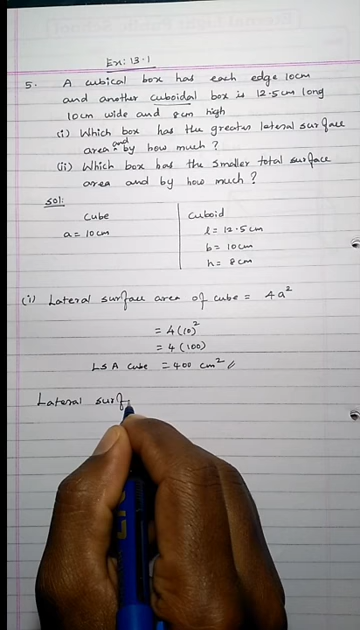 Ex: 13.1
5. A cubical box has each edge 10cm
and another cuboidal box is 12.5cm long
10cm wide and 8cm high
(i) Which box has the greater lateral surface
area and by how much?
(ii) Which box has the smaller total surface
area and by how much?
Sol:
Cube
a = 10cm
Cuboid
l = 12.5cm
b = 10cm
h = 8cm
(i) Lateral surface area of cube = 4a²
= 4(10)²
= 4(100)
LSA Cube = 400 cm² //
Lateral surf